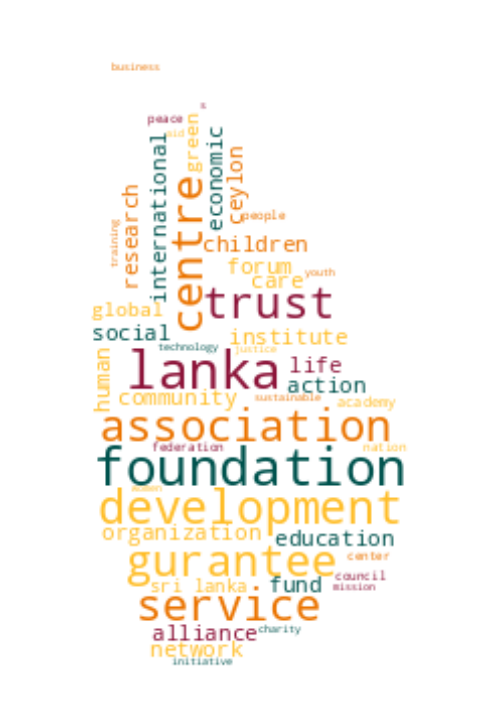 business
s
peace
aid
green
international
economic
ceylon
centre
research
people
training
children
forum
youth
care
trust
global
social
institute
technology
justice
human
lanka
life
action
community
sustainable
academy
association
federation
nation
foundation
women
development
organization
education
gurantee
center
council
sri lanka
fund
mission
service
alliance
charity
network
initiative